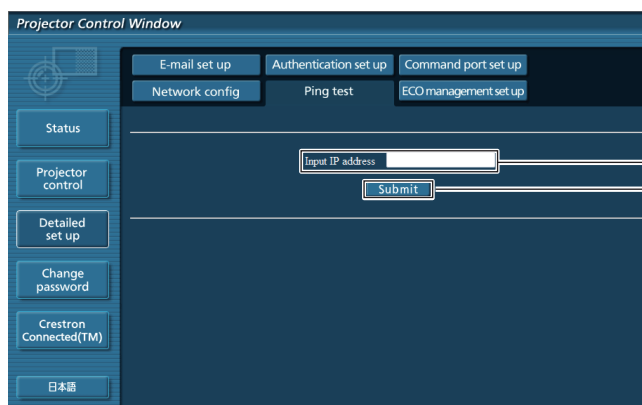 Projector Control Window
E-mail set up
Authentication set up
Command port set up
Network config
Ping test
ECO management set up
Status
Input IP address
Submit
Projector
control
Detailed
set up
Change
password
Crestron
Connected(TM)
日本語